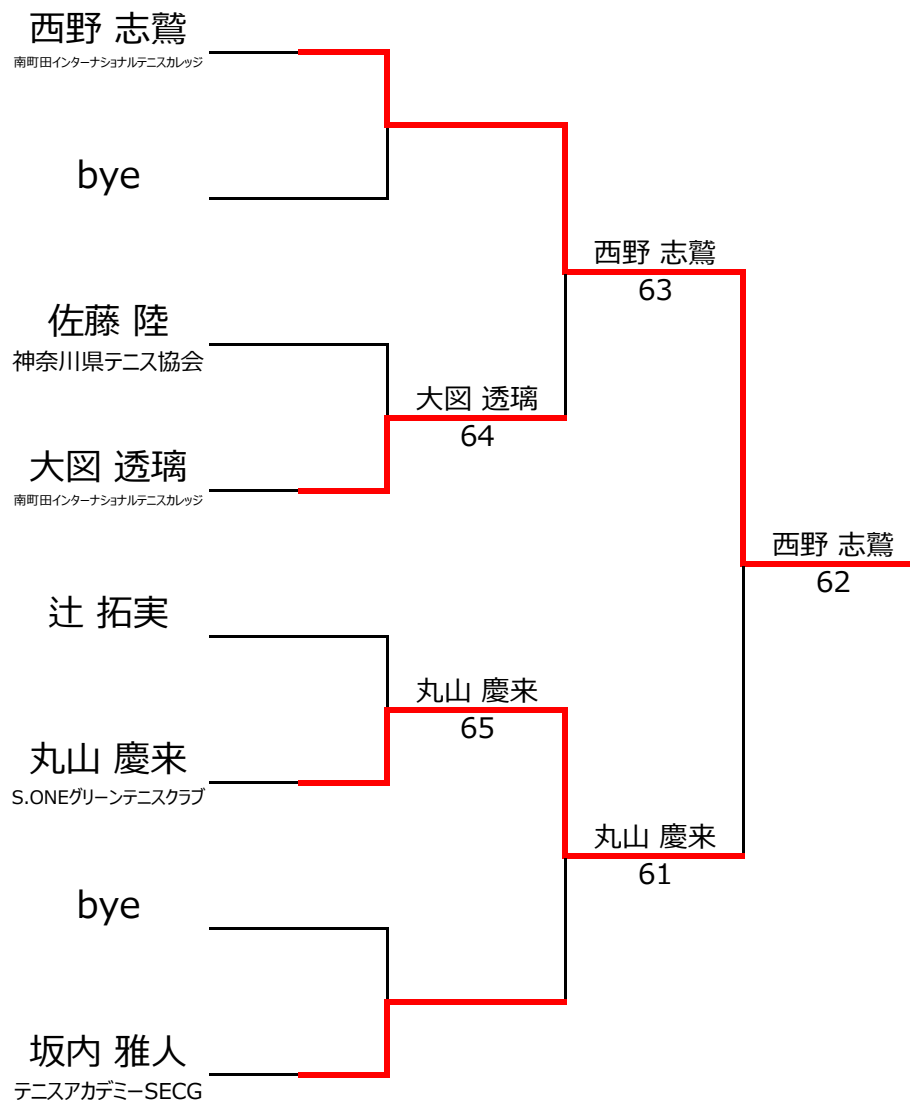 西野 志鷲
南町田インターナショナルテニスカレッジ
bye
西野 志鷲
63
佐藤 陸
神奈川県テニス協会
大図 透璃
64
大図 透璃
南町田インターナショナルテニスカレッジ
西野 志鷲
62
辻 拓実
丸山 慶来
65
丸山 慶来
S.ONEグリーンテニスクラブ
丸山 慶来
61
bye
坂内 雅人
テニスアカデミーSECG